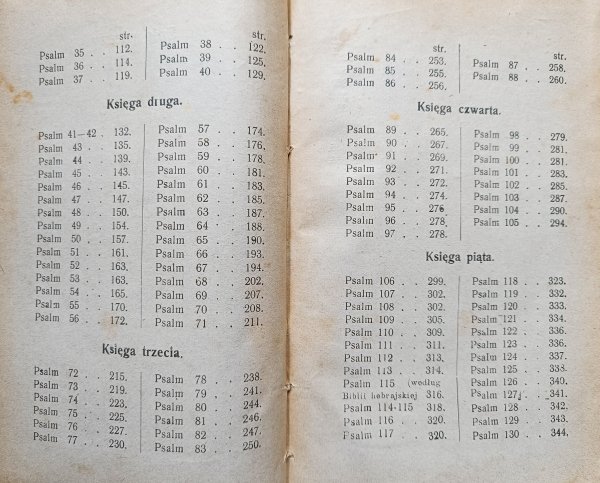 str.
Psalm 35 . . 112.
Psalm 36 . . 114.
Psalm 37 . . 119.
str.
Psalm 38 . . 122.
Psalm 39 . . 125.
Psalm 40 . . 129.
Księga druga.
Psalm 41—42 . 132.
Psalm 43 . . 135.
Psalm 44 . . 139.
Psalm 45 . . 143.
Psalm 46 . . 145.
Psalm 47 . . 147.
Psalm 48 . . 150.
Psalm 49 . . 154.
Psalm 50 . . 157.
Psalm 51 . . 161.
Psalm 52 . . 163.
Psalm 53 . . 163.
Psalm 54 . . 165.
Psalm 55 . . 170.
Psalm 56 . . 172.
Psalm 57 . . 174.
Psalm 58 . . 176.
Psalm 59 . . 178.
Psalm 60 . . 181.
Psalm 61 . . 183.
Psalm 62 . . 185.
Psalm 63 . . 187.
Psalm 64 . . 188.
Psalm 65 . . 190.
Psalm 66 . . 193.
Psalm 67 . . 194.
Psalm 68 . . 202.
Psalm 69 . . 207.
Psalm 70 . . 208.
Psalm 71 . . 211.
Księga trzecia.
Psalm 72 . . 215.
Psalm 73 . . 219.
Psalm 74 . . 223.
Psalm 75 . . 225.
Psalm 76 . . 227.
Psalm 77 . . 230.
Psalm 78 . . 238.
Psalm 79 . . 241.
Psalm 80 . . 244.
Psalm 81 . . 246.
Psalm 82 . . 247.
Psalm 83 . . 250.
str.
Psalm 84 . . 253.
Psalm 85 . . 255.
Psalm 86 . . 256.
str.
Psalm 87 . . 258.
Psalm 88 . . 260.
Księga czwarta.
Psalm 89 . . 265.
Psalm 90 . . 267.
Psalm 91 . . 269.
Psalm 92 . . 271.
Psalm 93 . . 272.
Psalm 94 . . 274.
Psalm 95 . . 276.
Psalm 96 . . 278.
Psalm 97 . . 278.
Psalm 98 . . 279.
Psalm 99 . . 281.
Psalm 100 . . 281.
Psalm 101 . . 283.
Psalm 102 . . 285.
Psalm 103 . . 287.
Psalm 104 . . 290.
Psalm 105 . . 294.
Księga piąta.
Psalm 106 . . 299.
Psalm 107 . . 302.
Psalm 108 . . 302.
Psalm 109 . . 305.
Psalm 110 . . 309.
Psalm 111 . . 311.
Psalm 112 . . 313.
Psalm 113 . . 314.
Psalm 115 (według
Biblii hebrajskiej 316.
Psalm 114-115 318.
Psalm 116 . . 320.
Psalm 117 . . 320.
Psalm 118 . . 323.
Psalm 119 . . 332.
Psalm 120 . . 333.
Psalm 121 . . 334.
Psalm 122 . . 336.
Psalm 123 . . 336.
Psalm 124 . . 337.
Psalm 125 . . 338.
Psalm 126 . . 340.
Psalm 127 . . 341.
Psalm 128 . . 342.
Psalm 129 . . 343.
Psalm 130 . . 344.